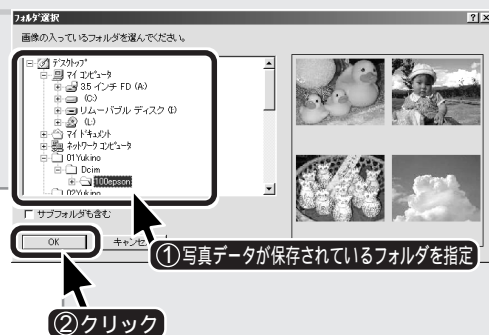 フォルダ選択
画像の入っているフォルダを選んでください。
デスクトップ
マイ コンピュータ
3.5 インチ FD (A:)
(C:)
リムーバブル ディスク (I:)
(L:)
マイ ドキュメント
ネットワーク コンピュータ
01Yukino
Dcim
100epson
02Yukino
サブフォルダも含む
OK
キャンセ
①写真データが保存されているフォルダを指定
②クリック